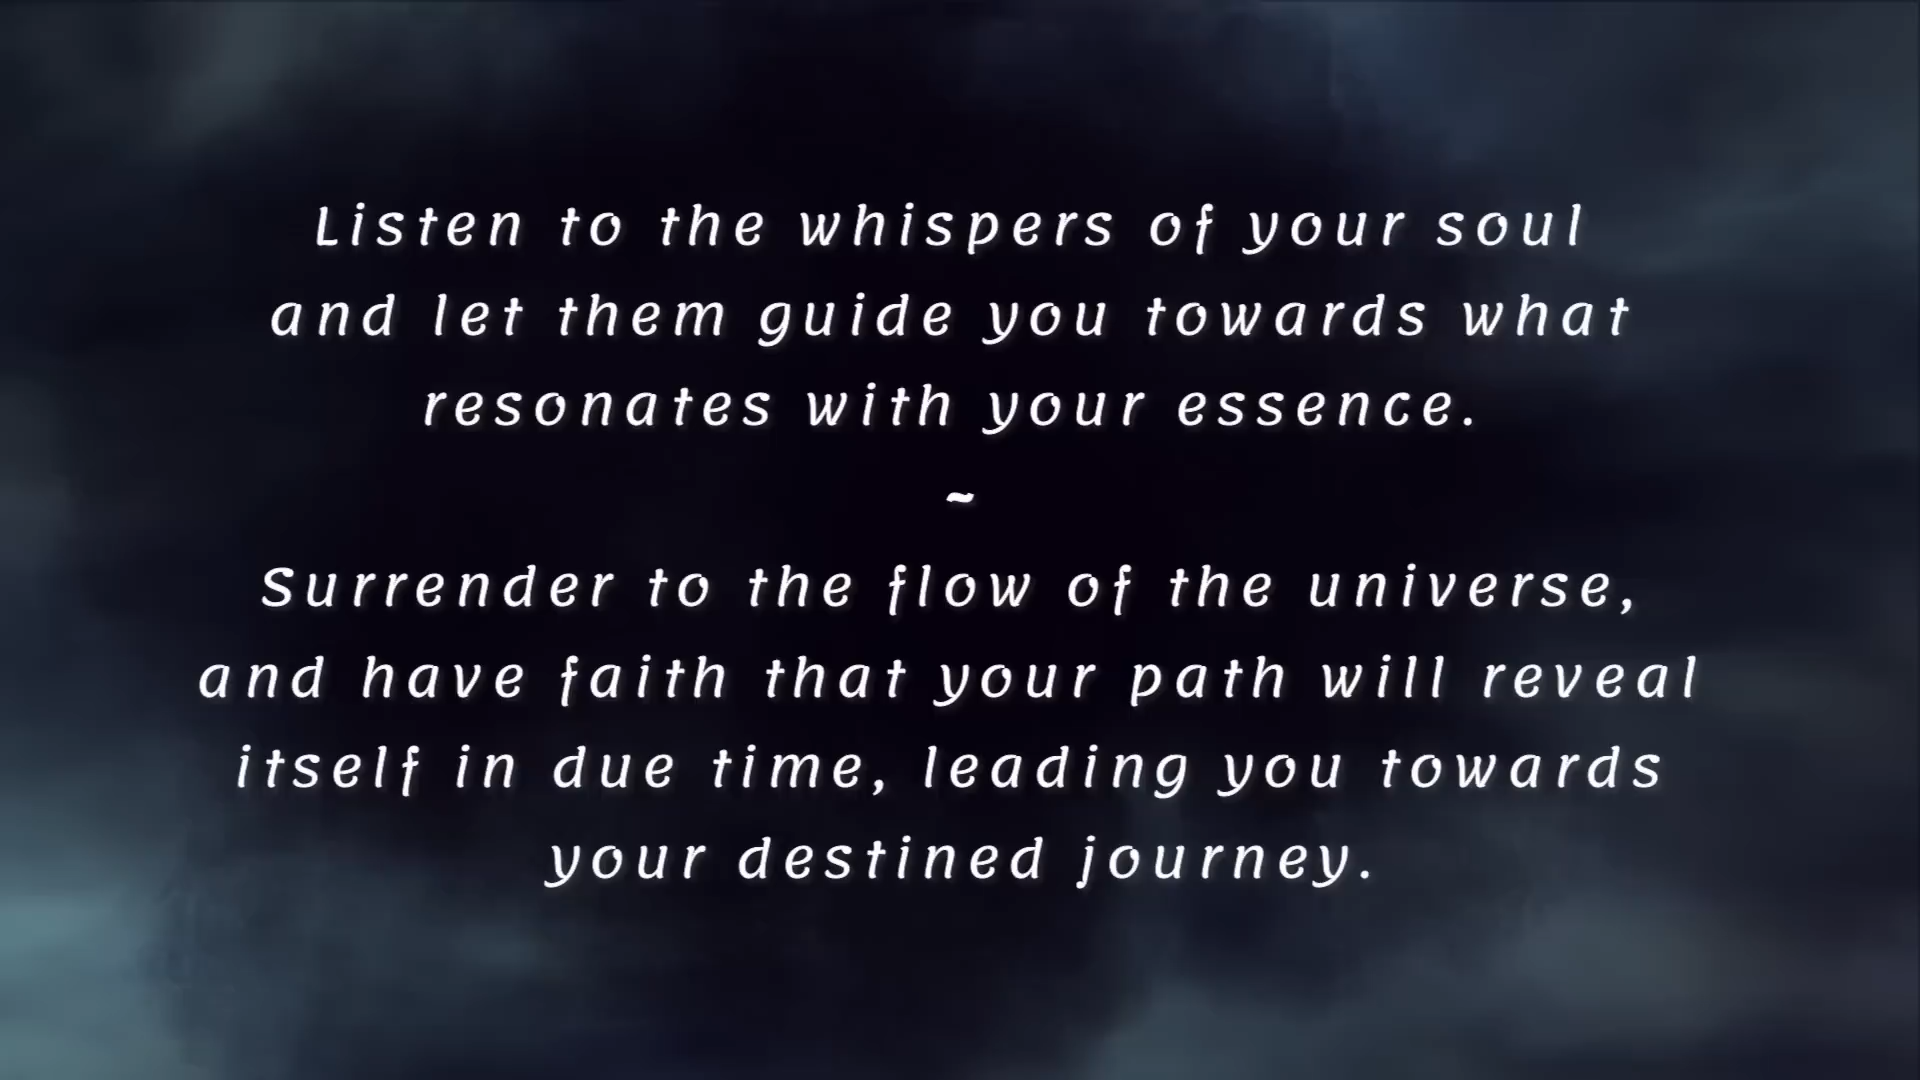 Listen to the whispers of your soul
and let them guide you towards what
resonates with your essence.
~
Surrender to the flow of the universe,
and have faith that your path will reveal
itself in due time, leading you towards
your destined journey.